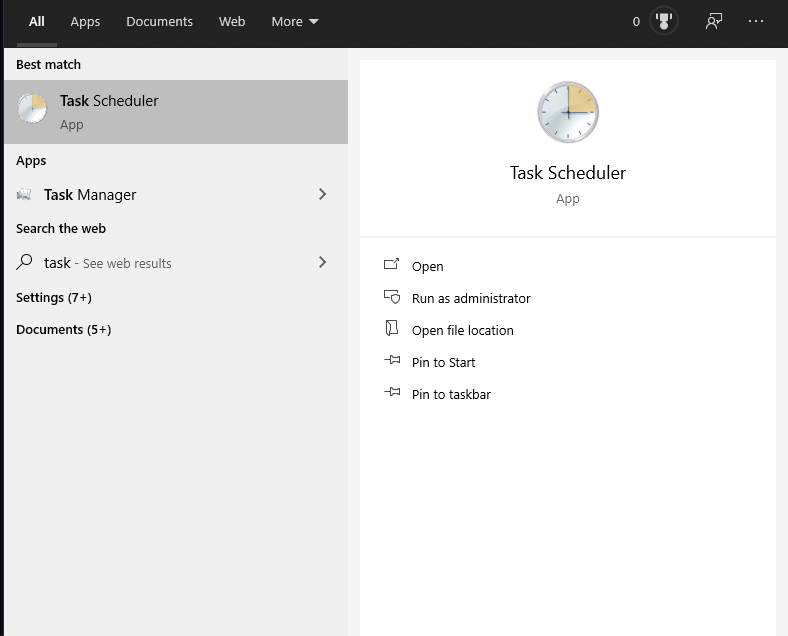 All Apps Documents Web More 0 ...
Best match
Task Scheduler
App
Apps
Task Manager
Search the web
task - See web results
Settings (7+)
Documents (5+)
Task Scheduler
App
Open
Run as administrator
Open file location
Pin to Start
Pin to taskbar